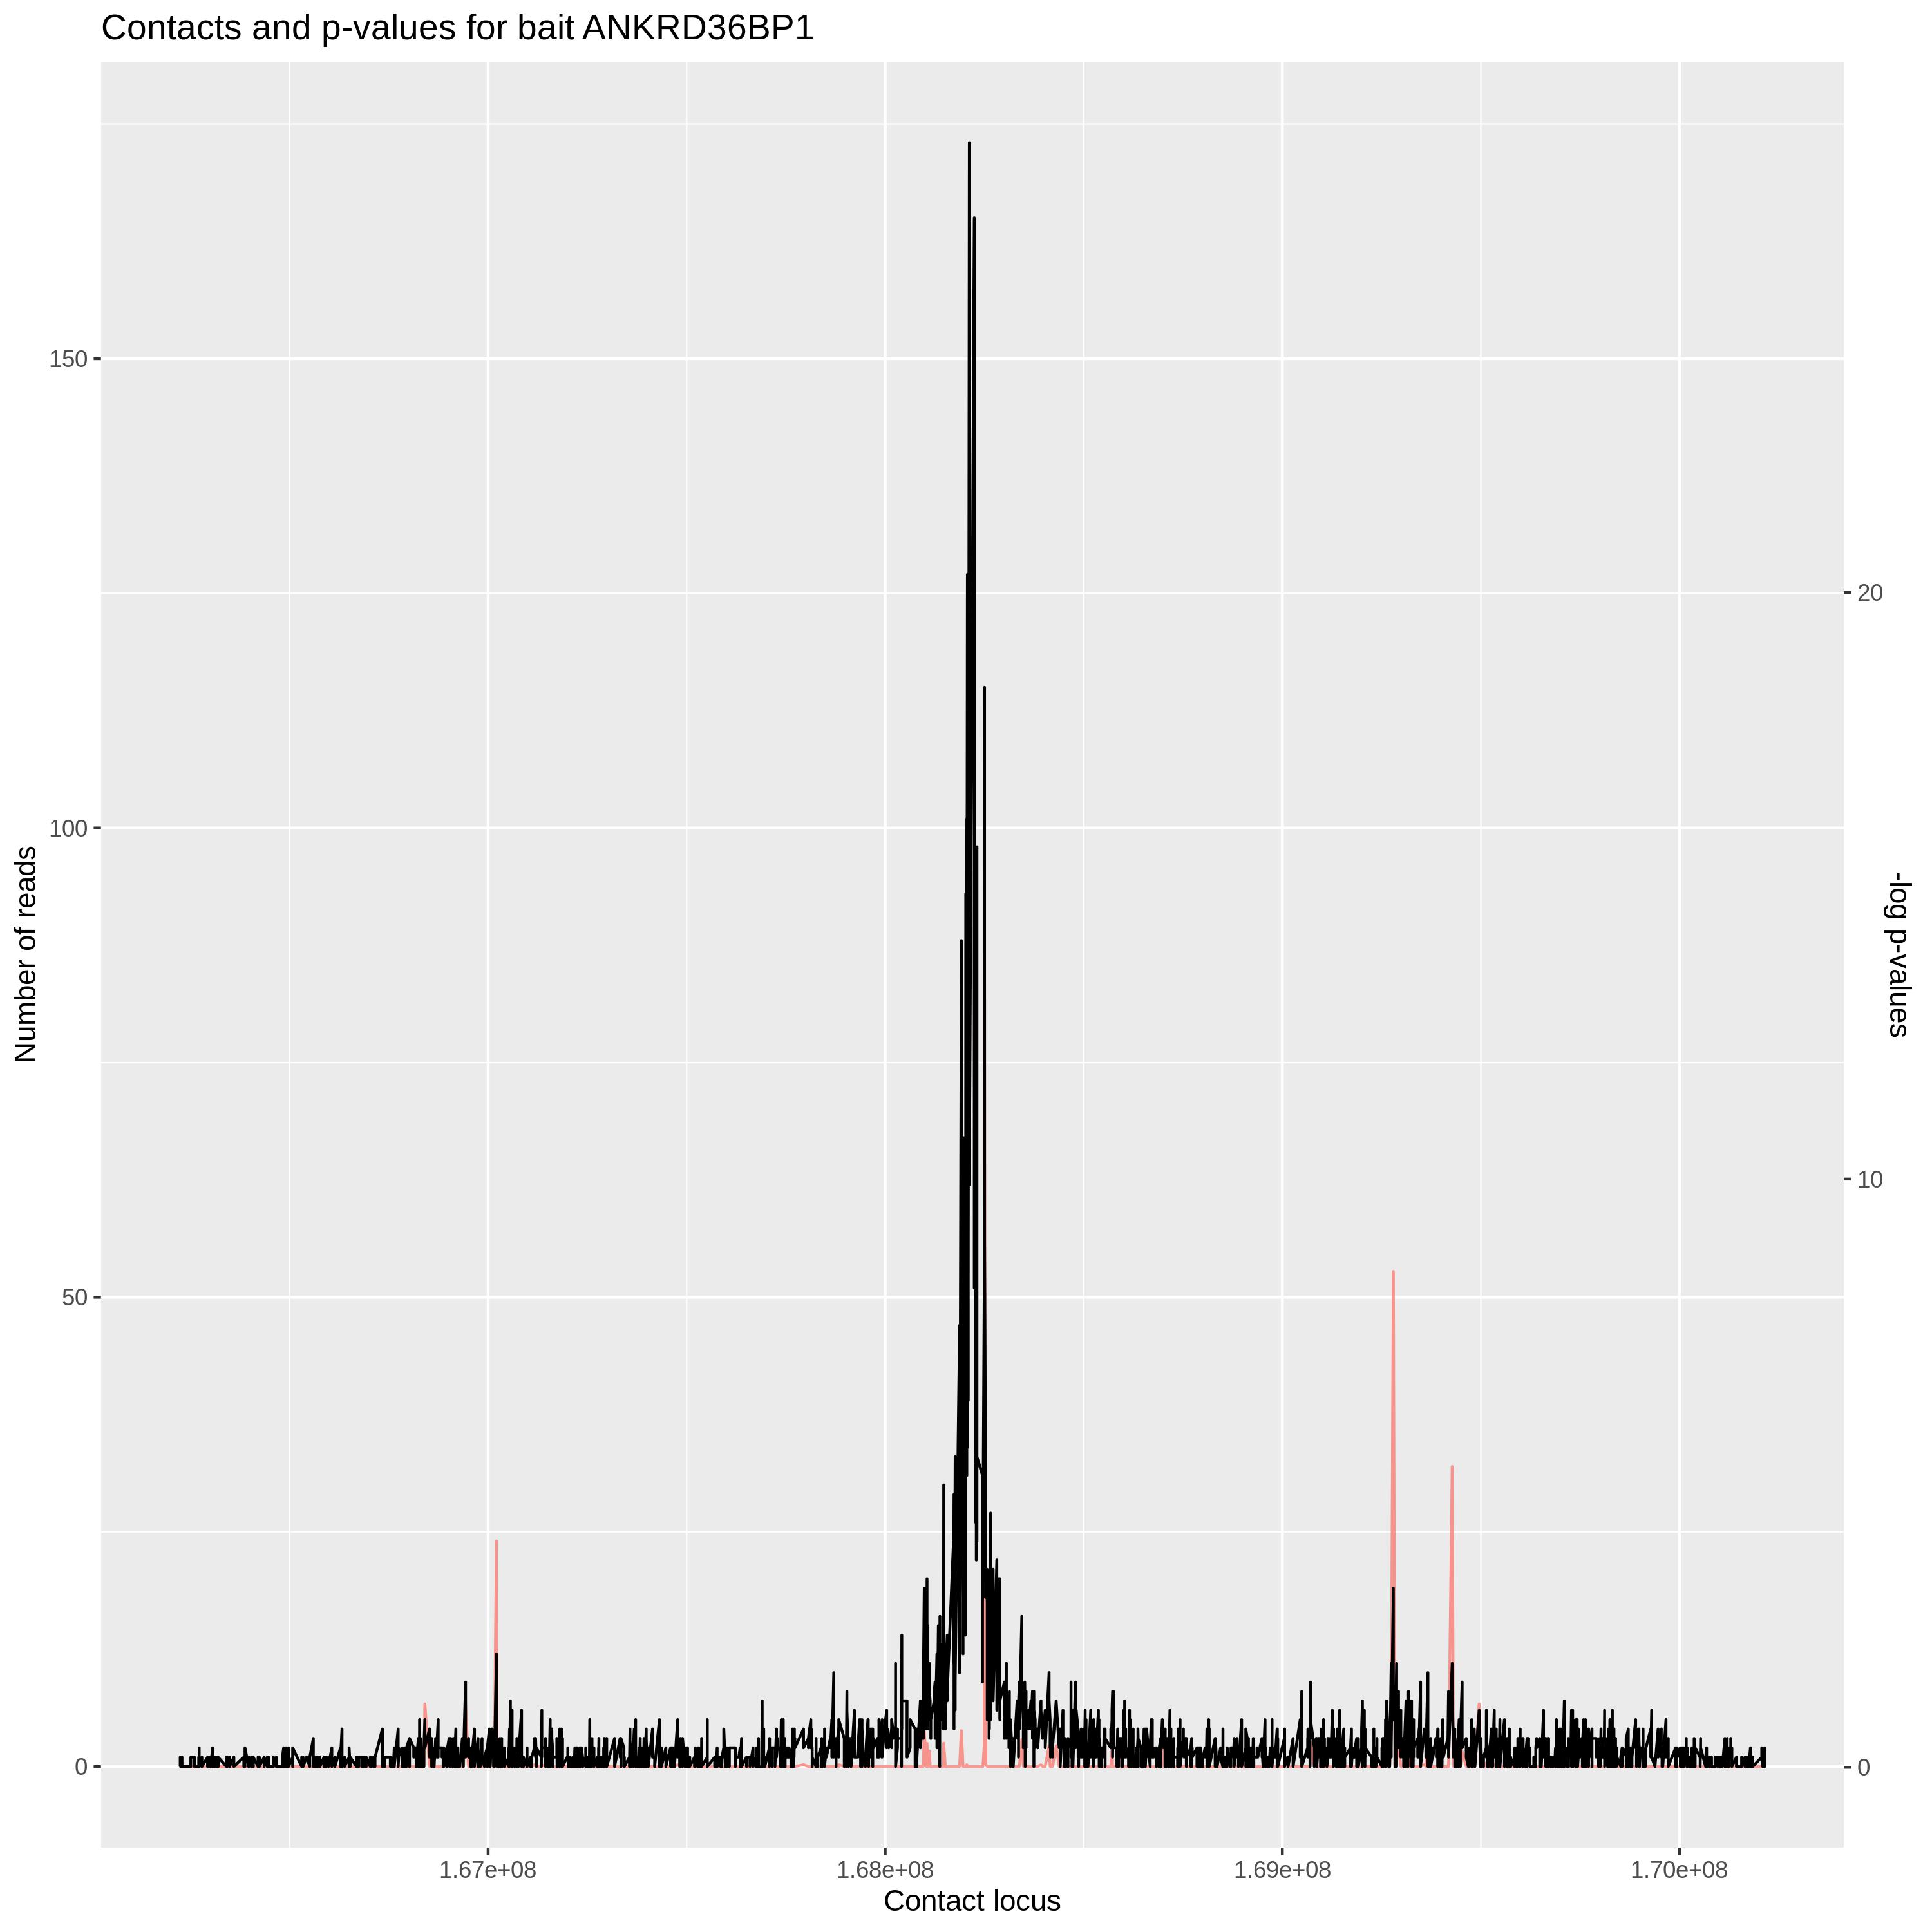 Contacts and p-values for bait ANKRD36BP1
150
100
50
0
Number of reads
20
10
0
-log p-values
1.67e+08
1.68e+08
1.69e+08
1.70e+08
Contact locus